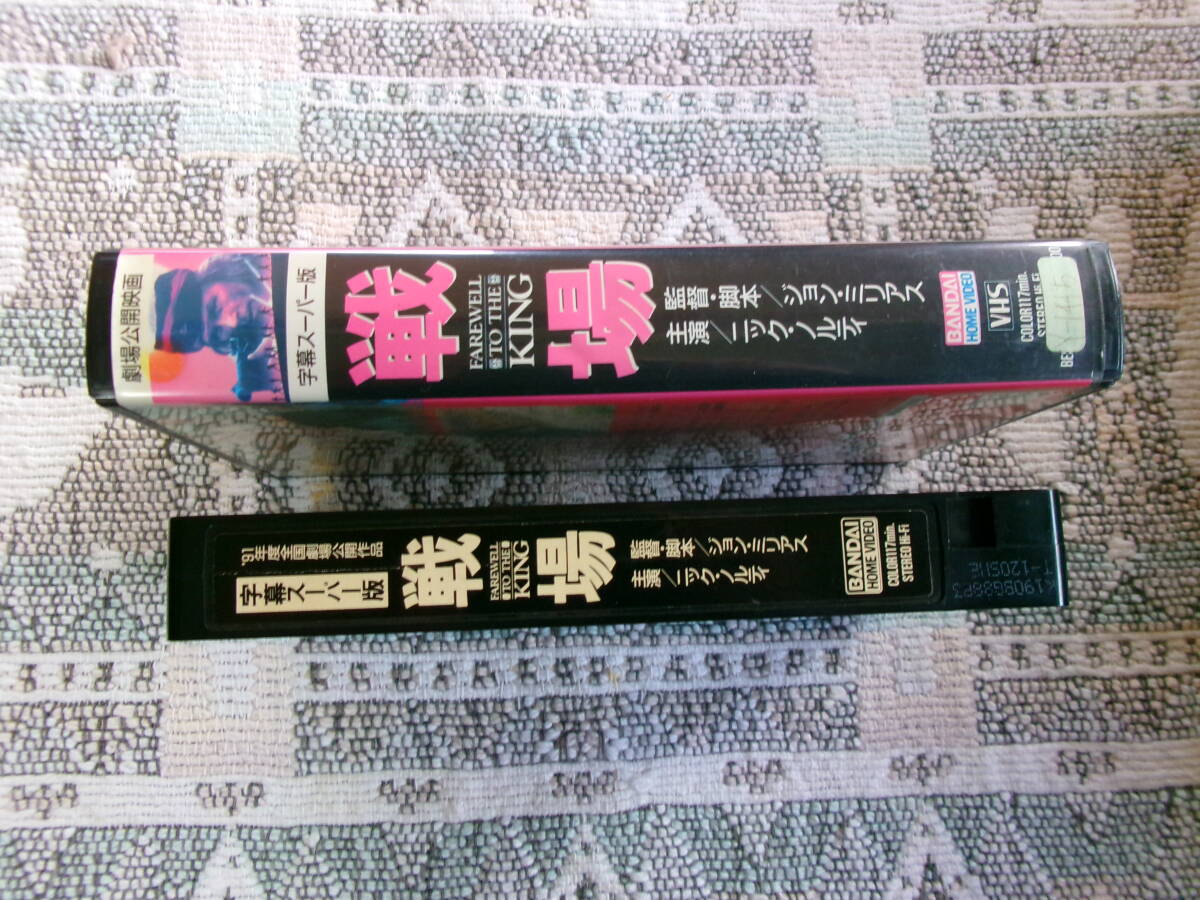 劇場公開映画
字幕スーパー版
戦場
FAREWELL
TO THE
KING
監督・脚本/ジョン・ミリアス
主演/ニック・ノルティ
BANDAI
HOME VIDEO
VHS
COLOR117min.
STEREO Hi-Fi
'91年度全国劇場公開作品
字幕スーパー版
戦場
FAREWELL
TO THE
KING
監督・脚本/ジョン・ミリアス
主演/ニック・ノルティ
BANDAI
HOME VIDEO
COLOR117min.
STEREO Hi-Fi